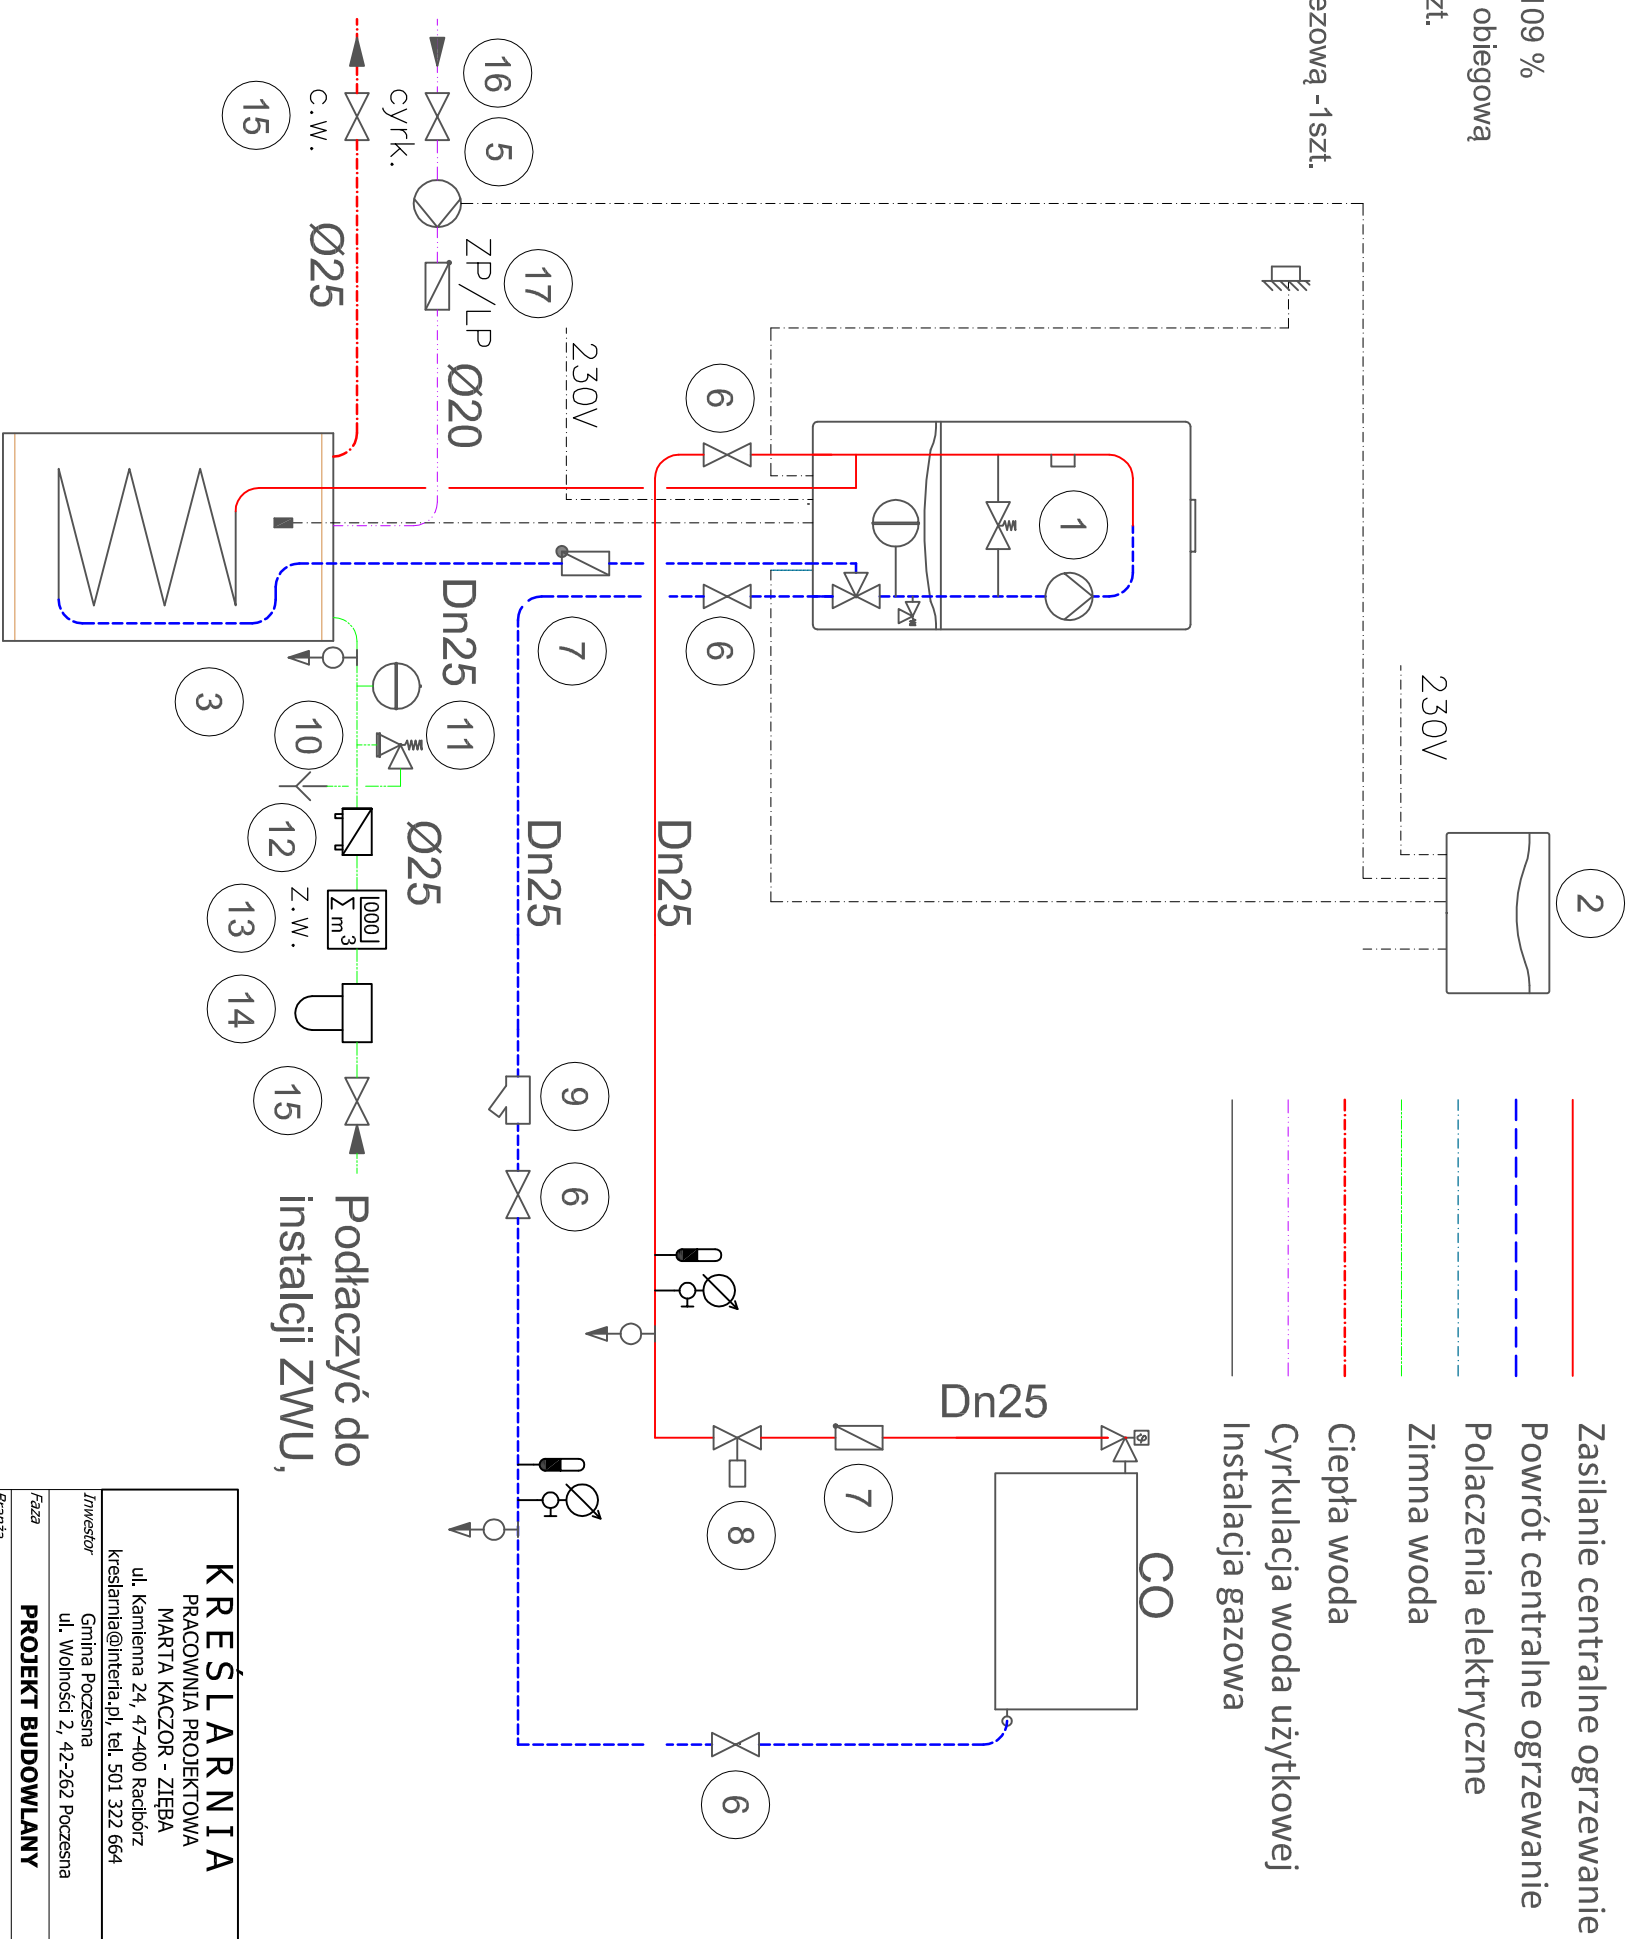 109 %
obiegową
zt.
ezową -1szt.
16
5
15
c.w.
cyrk.
Ø25
ZP/LP
17
Ø20
230V
6
1
6
7
Dn25
3
10
11
12
Ø25
z.w.
13
000
Σ m³
14
15
Dn25
Dn25
230V
2
9
6
Podłaczyć do
instalcji ZWU,
Dn25
7
8
CO
6
Zasilanie centralne ogrzewanie
Powrót centralne ogrzewanie
Polaczenia elektryczne
Zimna woda
Ciepła woda
Cyrkulacja woda użytkowej
Instalacja gazowa
KREŚLARNIA
PRACOWNIA PROJEKTOWA
MARTA KACZOR - ZIĘBA
ul. Kamienna 24, 47-400 Racibórz
kreslarnia@interia.pl, tel. 501 322 664
Inwestor
Gmina Poczesna
ul. Wolności 2, 42-262 Poczesna
Faza
PROJEKT BUDOWLANY